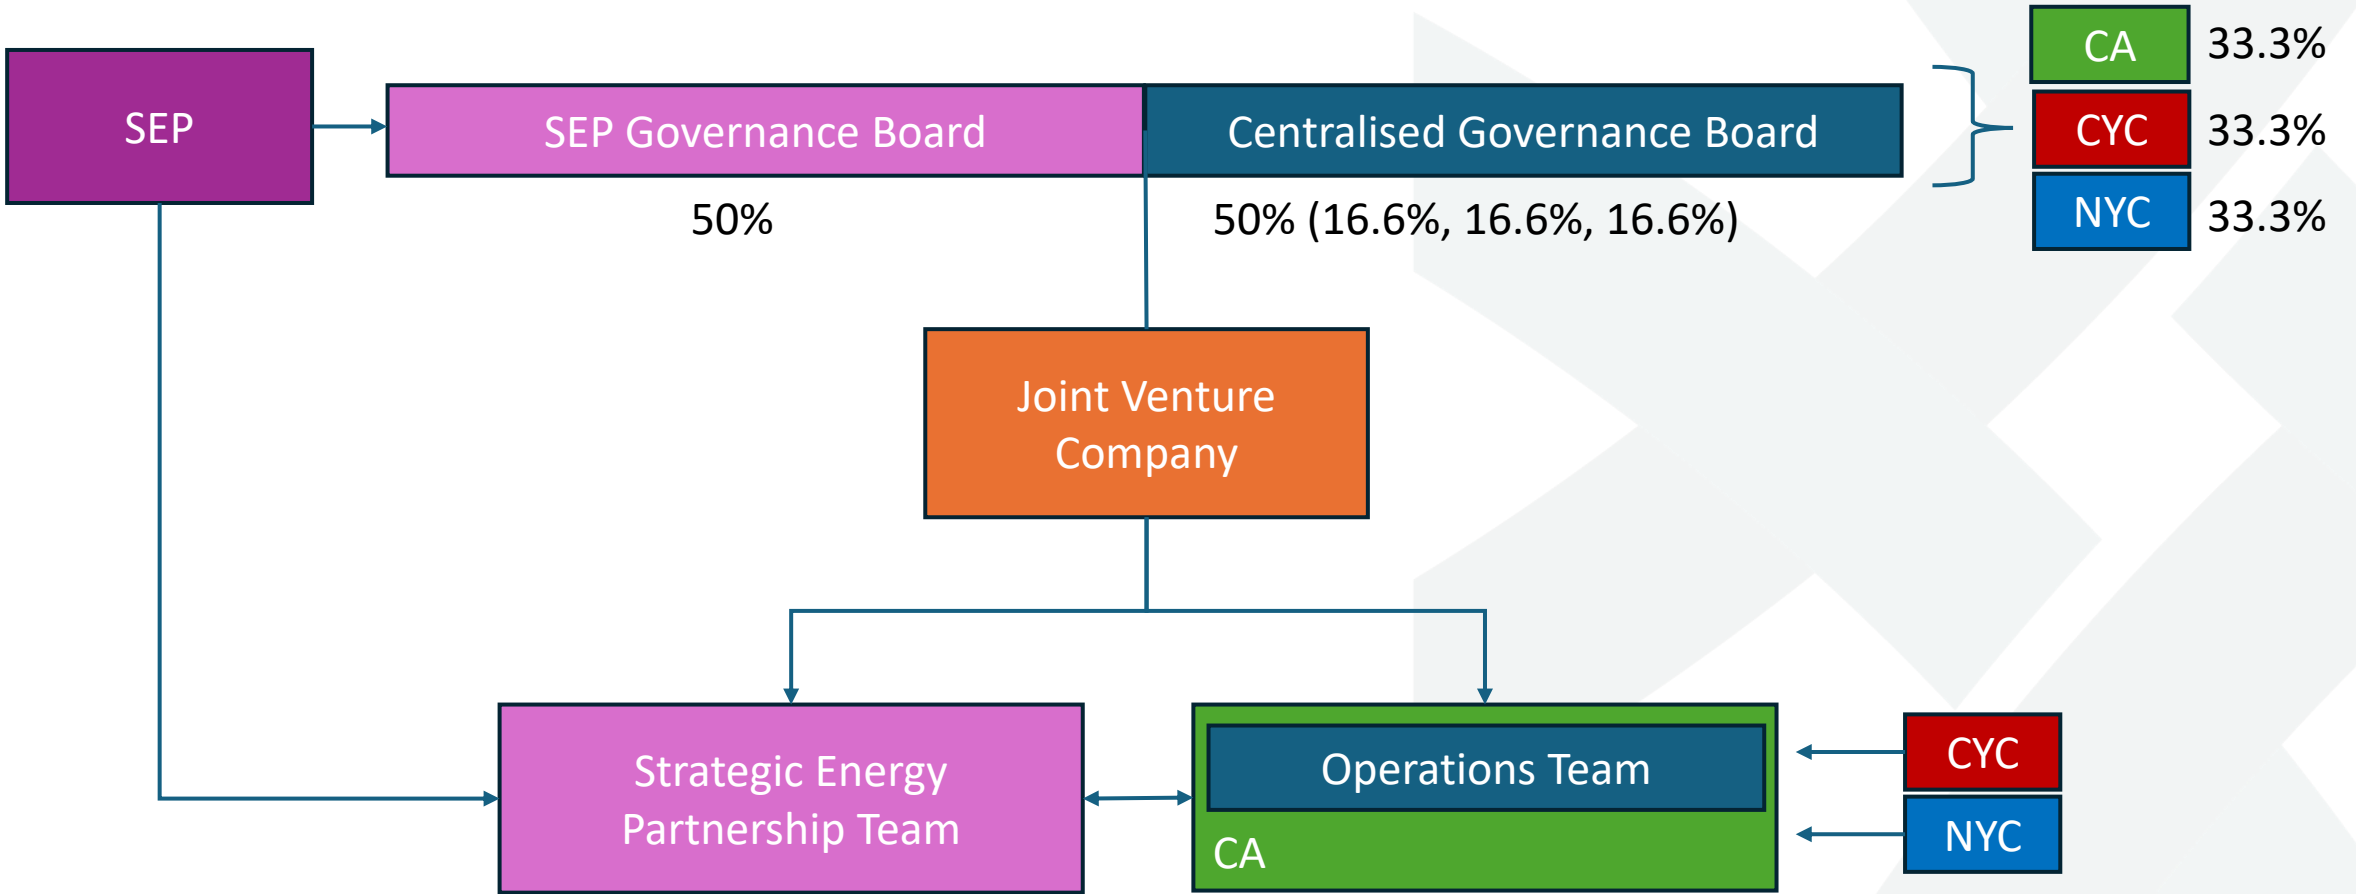 CA 33.3%
SEP
SEP Governance Board
Centralised Governance Board
CYC 33.3%
50%
50% (16.6%, 16.6%, 16.6%)
NYC 33.3%
Joint Venture
Company
Strategic Energy
Partnership Team
Operations Team
CA
CYC
NYC